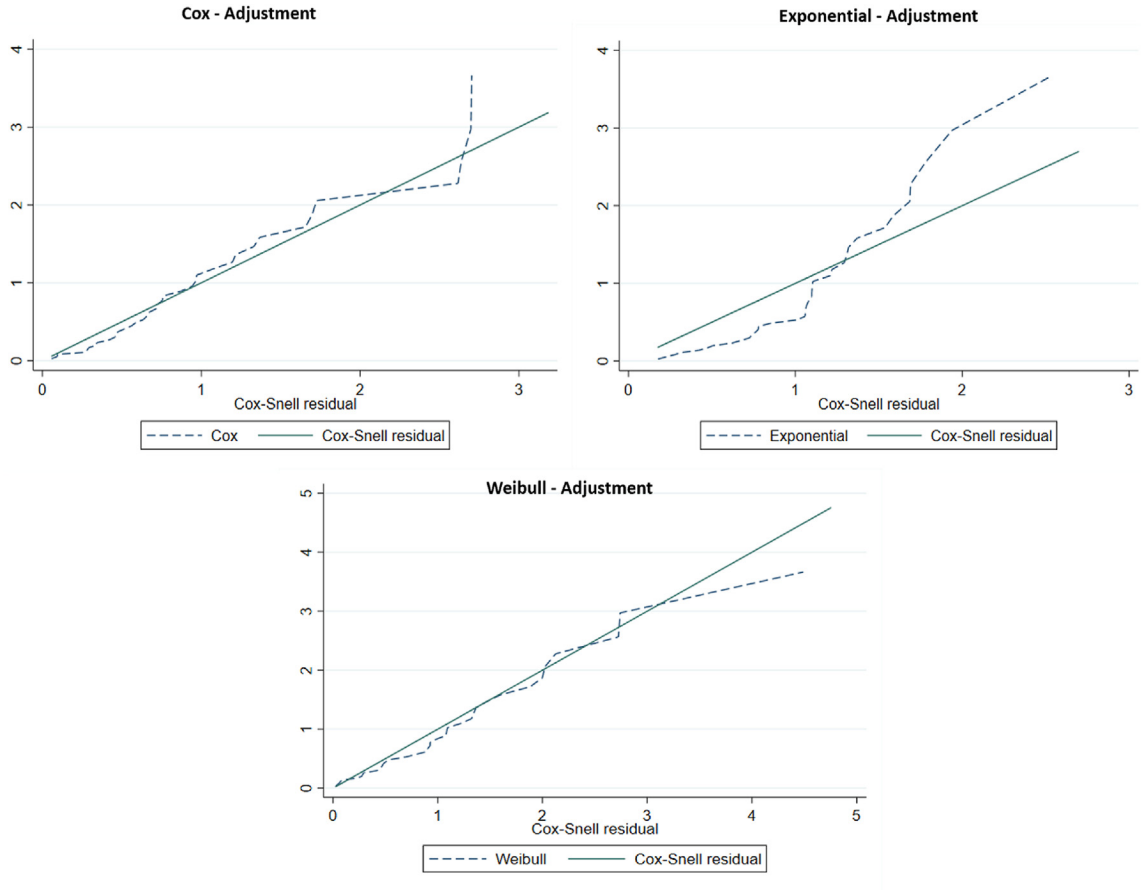 Cox - Adjustment
4
3
2
1
0
0 1 2 3
Cox-Snell residual
Cox Cox-Snell residual
Exponential - Adjustment
4
3
2
1
0
0 1 2 3
Cox-Snell residual
Exponential Cox-Snell residual
Weibull - Adjustment
5
4
3
2
1
0
0 1 2 3 4 5
Cox-Snell residual
Weibull Cox-Snell residual